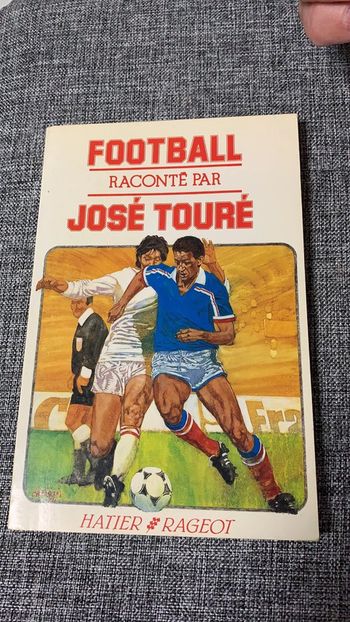 FOOTBALL
RACONTÉ PAR
JOSÉ TOURÉ
HATIER RAGEOT